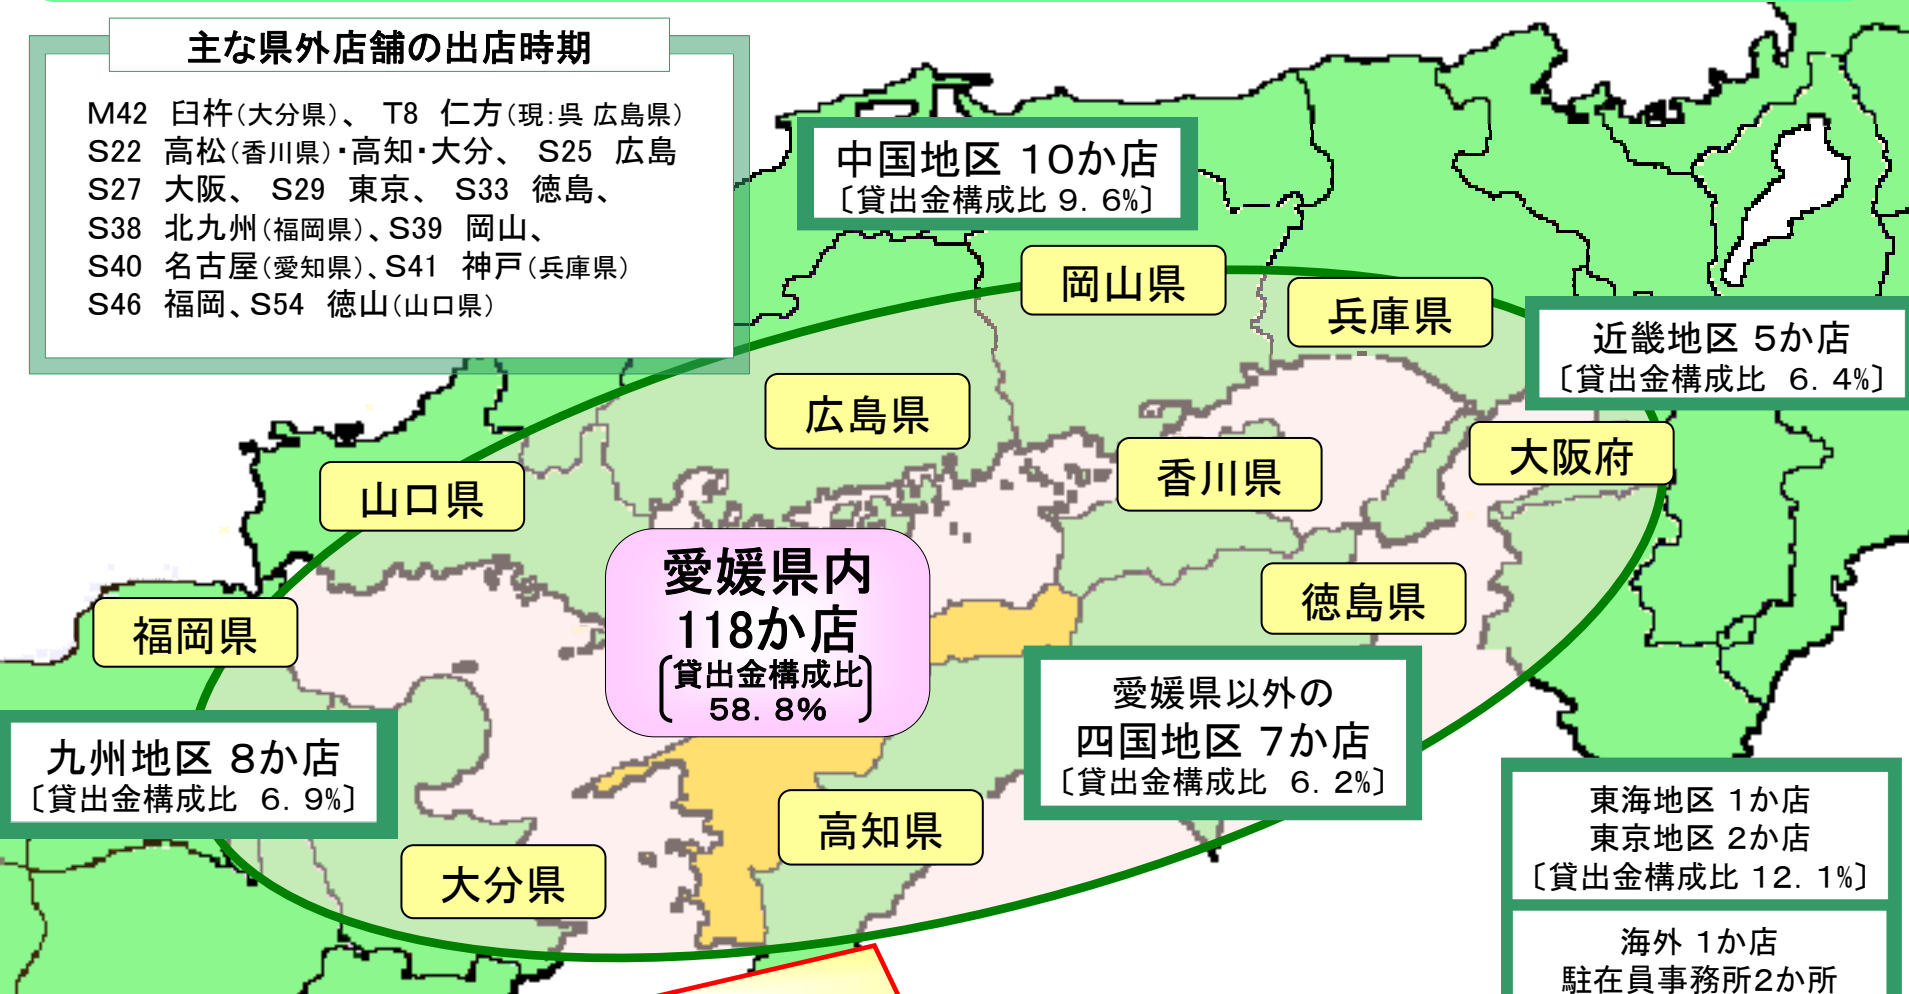 主な県外店舗の出店時期
M42 臼杵(大分県)、 T8 仁方(現:呉 広島県)
S22 高松(香川県)・高知・大分、 S25 広島
S27 大阪、 S29 東京、 S33 徳島、
S38 北九州(福岡県)、S39 岡山、
S40 名古屋(愛知県)、S41 神戸(兵庫県)
S46 福岡、S54 徳山(山口県)
中国地区 10か店
〔貸出金構成比 9.6%〕
岡山県
兵庫県
近畿地区 5か店
〔貸出金構成比 6.4%〕
広島県
大阪府
香川県
山口県
愛媛県内
118か店
〔貸出金構成比
58.8%〕
徳島県
福岡県
愛媛県以外の
四国地区 7か店
〔貸出金構成比 6.2%〕
九州地区 8か店
〔貸出金構成比 6.9%〕
高知県
大分県
東海地区 1か店
東京地区 2か店
〔貸出金構成比 12.1%〕
海外 1か店
駐在員事務所2か所